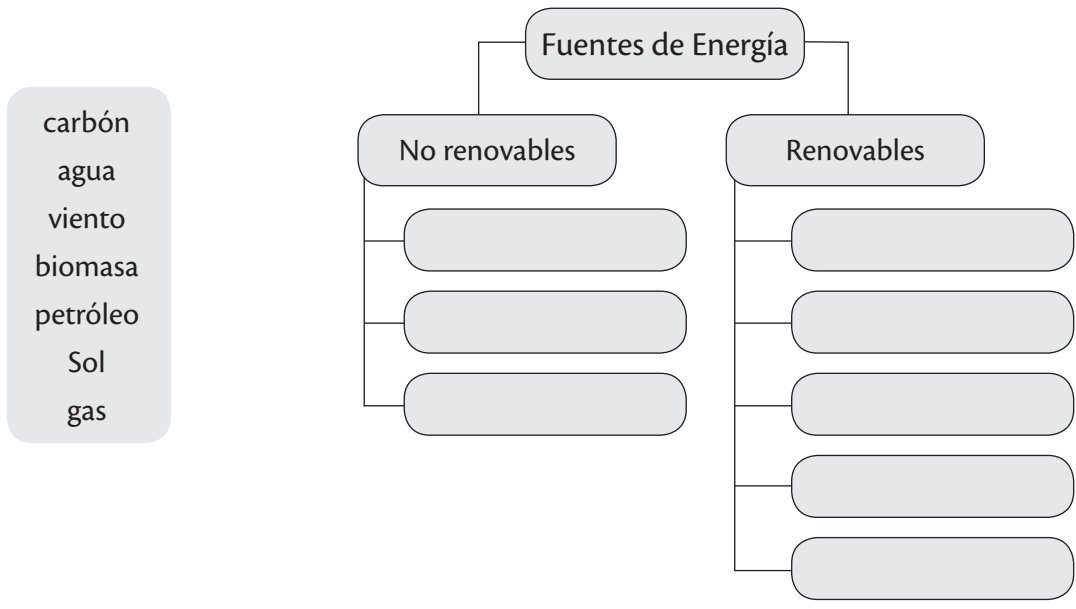 Fuentes de Energía
carbón
agua
viento
biomasa
petróleo
Sol
gas
No renovables
Renovables